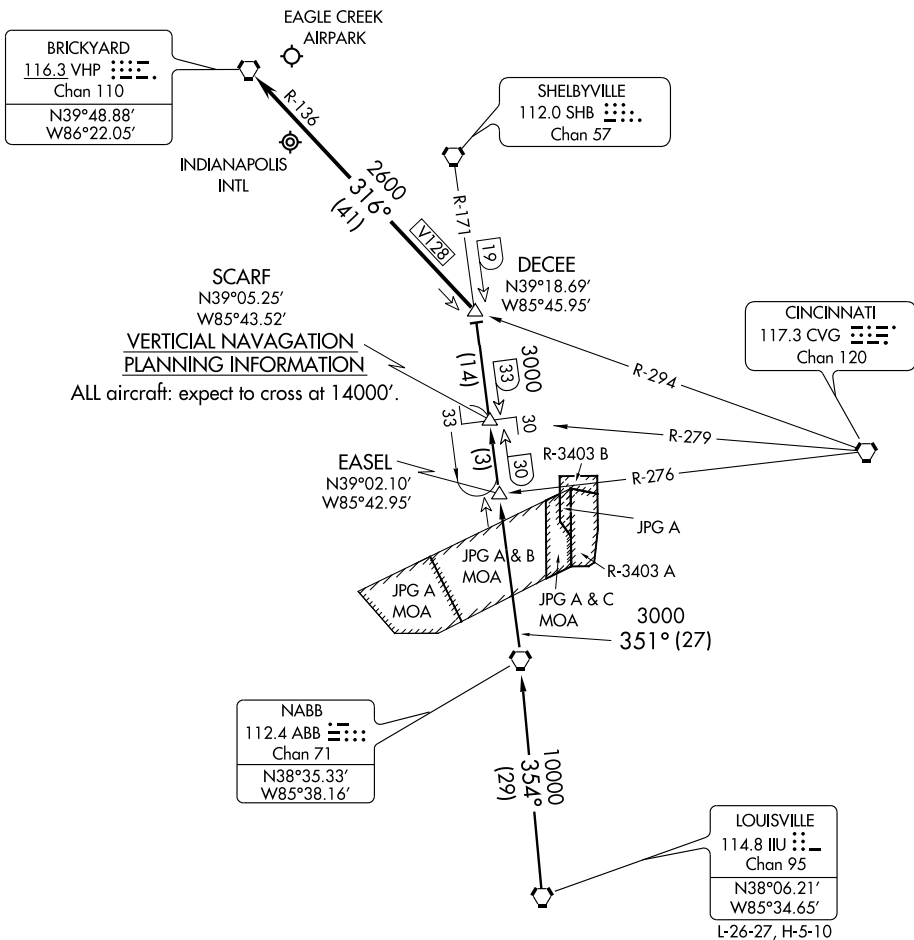 EAGLE CREEK
AIRPARK
BRICKYARD
116.3 VHP
Chan 110
N39°48.88'
W86°22.05'
R-136
SHELBYVILLE
112.0 SHB
Chan 57
INDIANAPOLIS
INTL
2600
316°
(41)
V128
R-171
19
DECEE
N39°18.69'
W85°45.95'
SCARF
N39°05.25'
W85°43.52'
VERTICIAL NAVAGATION
PLANNING INFORMATION
ALL aircraft: expect to cross at 14000'.
CINCINNATI
117.3 CVG
Chan 120
3000
(14)
33
R-294
33
30
R-279
(3)
30
R-276
EASEL
N39°02.10'
W85°42.95'
R-3403 B
JPG A
JPG A & B
MOA
JPG A
MOA
R-3403 A
JPG A & C
MOA
3000
351° (27)
NABB
112.4 ABB
Chan 71
N38°35.33'
W85°38.16'
10000
354°
(29)
LOUISVILLE
114.8 IIU
Chan 95
N38°06.21'
W85°34.65'
L-26-27, H-5-10